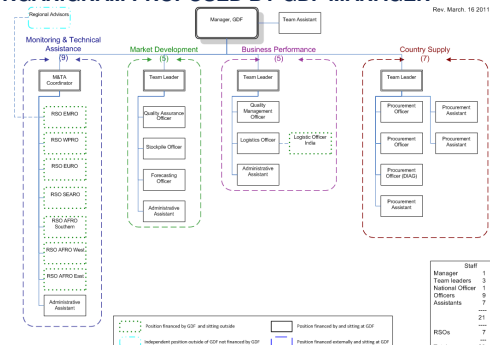 ORGANIGRAM PROPOSED BY GDF MANAGER
Rev. March. 16 2011
Regional Advisors
Manager, GDF
Team Assistant
Monitoring & Technical
Assistance
(9)
Market Development
(5)
Business Performance
(5)
Country Supply
(7)
M&TA
Coordinator
RSO EMRO
RSO WPRO
RSO EURO
RSO SEARO
RSO AFRO
Southern
RSO AFRO West
RSO AFRO East
Administrative
Assistant
Team Leader
Quality Assurance
Officer
Stockpile Officer
Forecasting
Officer
Administrative
Assistant
Team Leader
Quality
Management
Officer
Logistics Officer
Logistic Officer
India
Administrative
Assistant
Team Leader
Procurement
Officer
Procurement
Assistant
Procurement
Officer
Procurement
Assistant
Procurement
Officer (DIAG)
Procurement
Assistant
Staff
Manager 1
Team leaders 3
National Officer 1
Officers 9
Assistants 7
----
21
----
RSOs 7
---
Position financed by GDF and sitting outside
Position financed by and sitting at GDF
Independent position outside of GDF not financed by GDF
Position financed externally and sitting at GDF